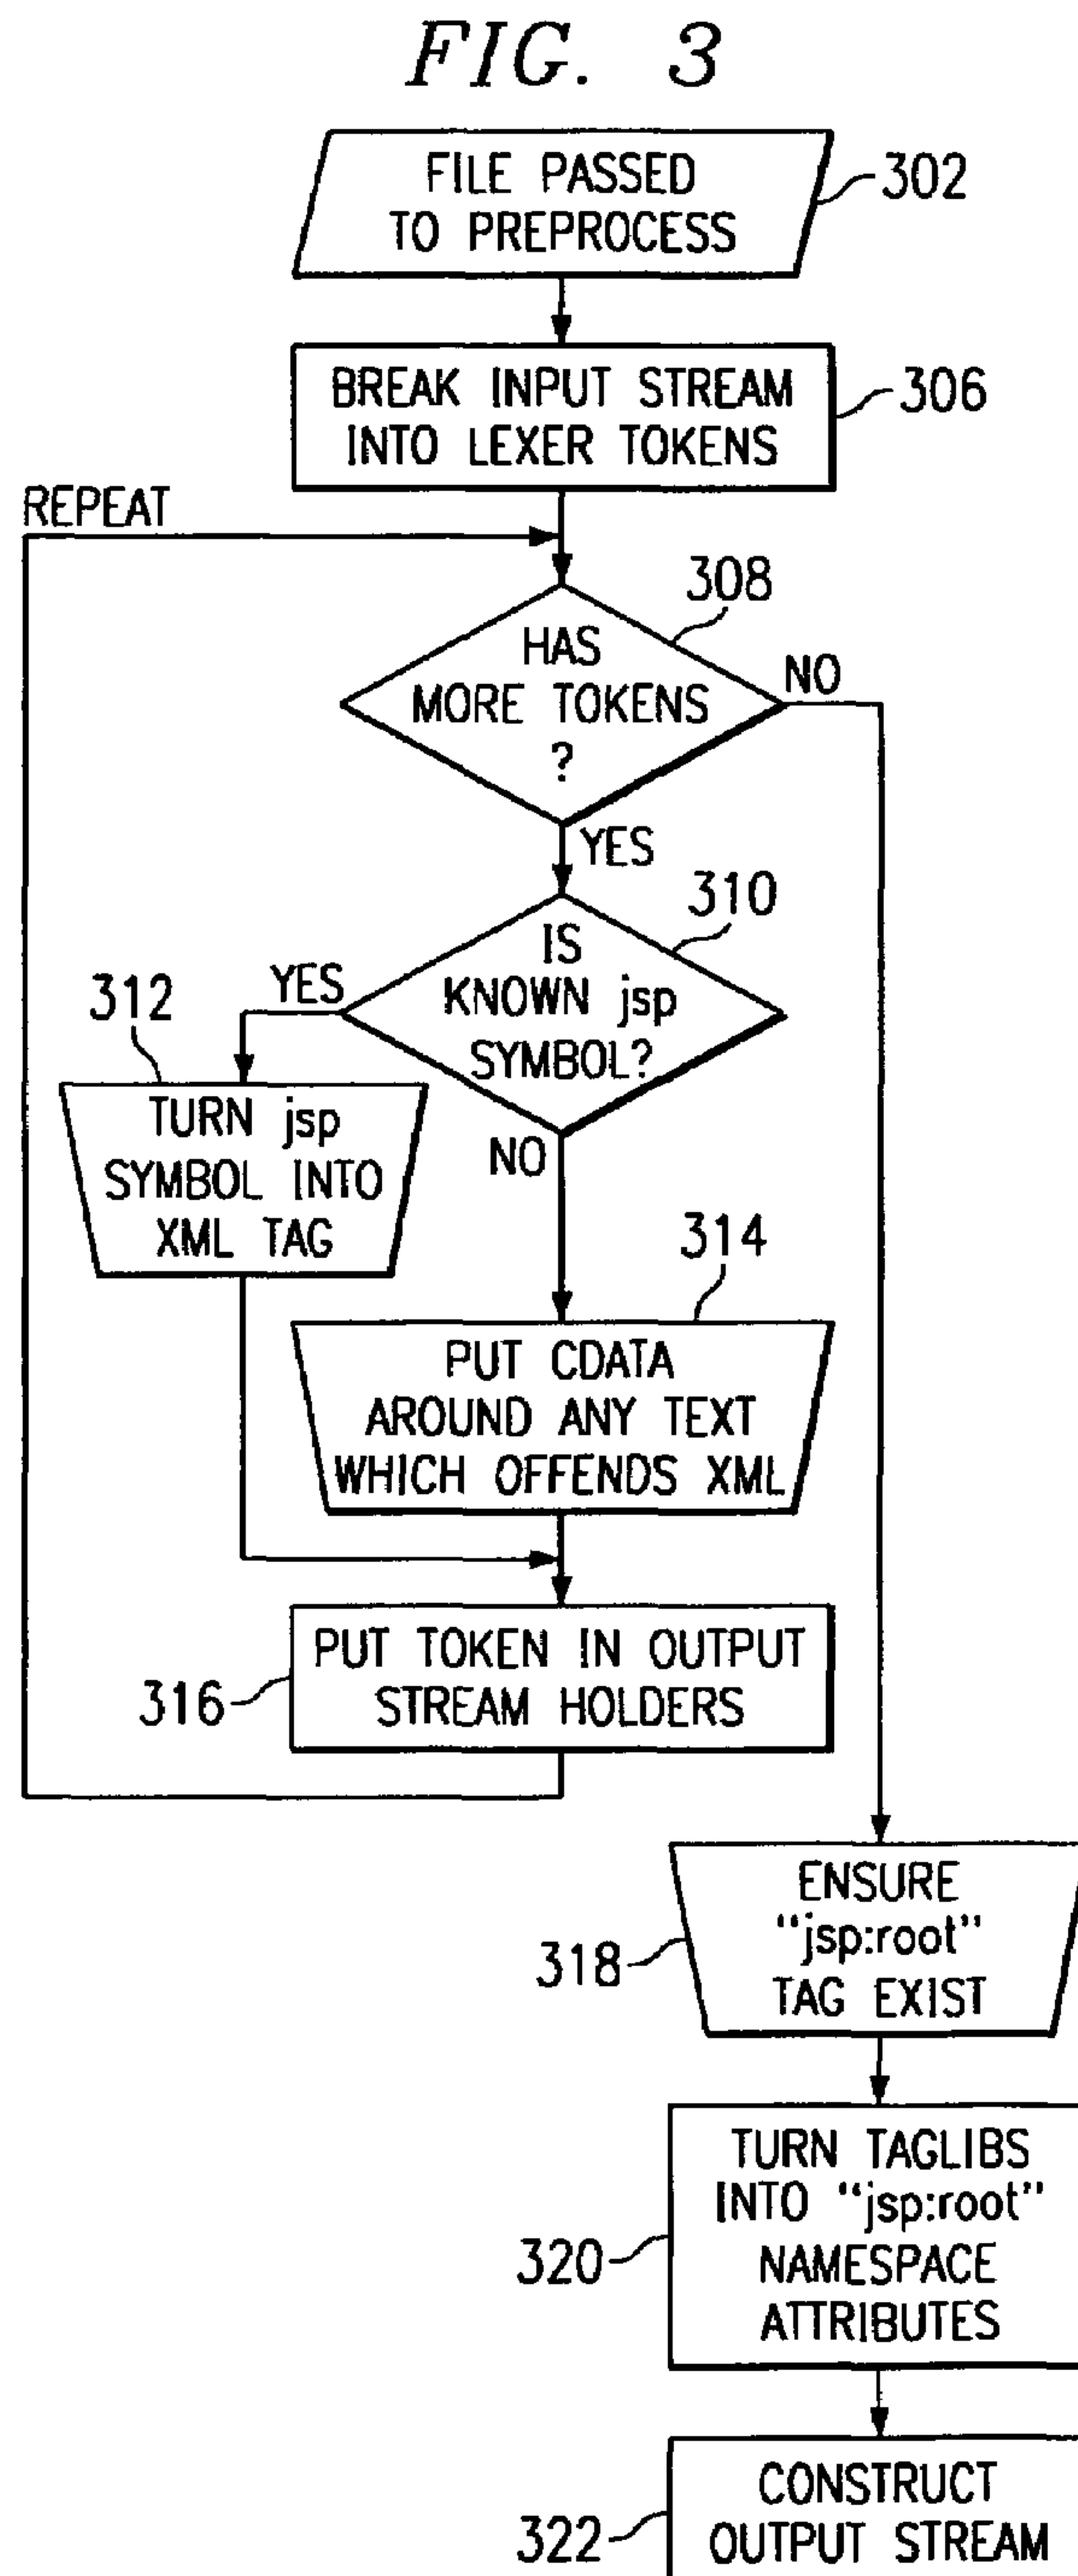 FIG. 3
FILE PASSED
TO PREPROCESS
302
BREAK INPUT STREAM
INTO LEXER TOKENS
306
REPEAT
308
HAS
MORE TOKENS
?
NO
YES
310
IS
KNOWN jsp
SYMBOL?
YES
312
TURN jsp
SYMBOL INTO
XML TAG
NO
314
PUT CDATA
AROUND ANY TEXT
WHICH OFFENDS XML
PUT TOKEN IN OUTPUT
STREAM HOLDERS
316
ENSURE
“jsp:root”
TAG EXIST
318
TURN TAGLIBS
INTO “jsp:root”
NAMESPACE
ATTRIBUTES
320
CONSTRUCT
OUTPUT STREAM
322